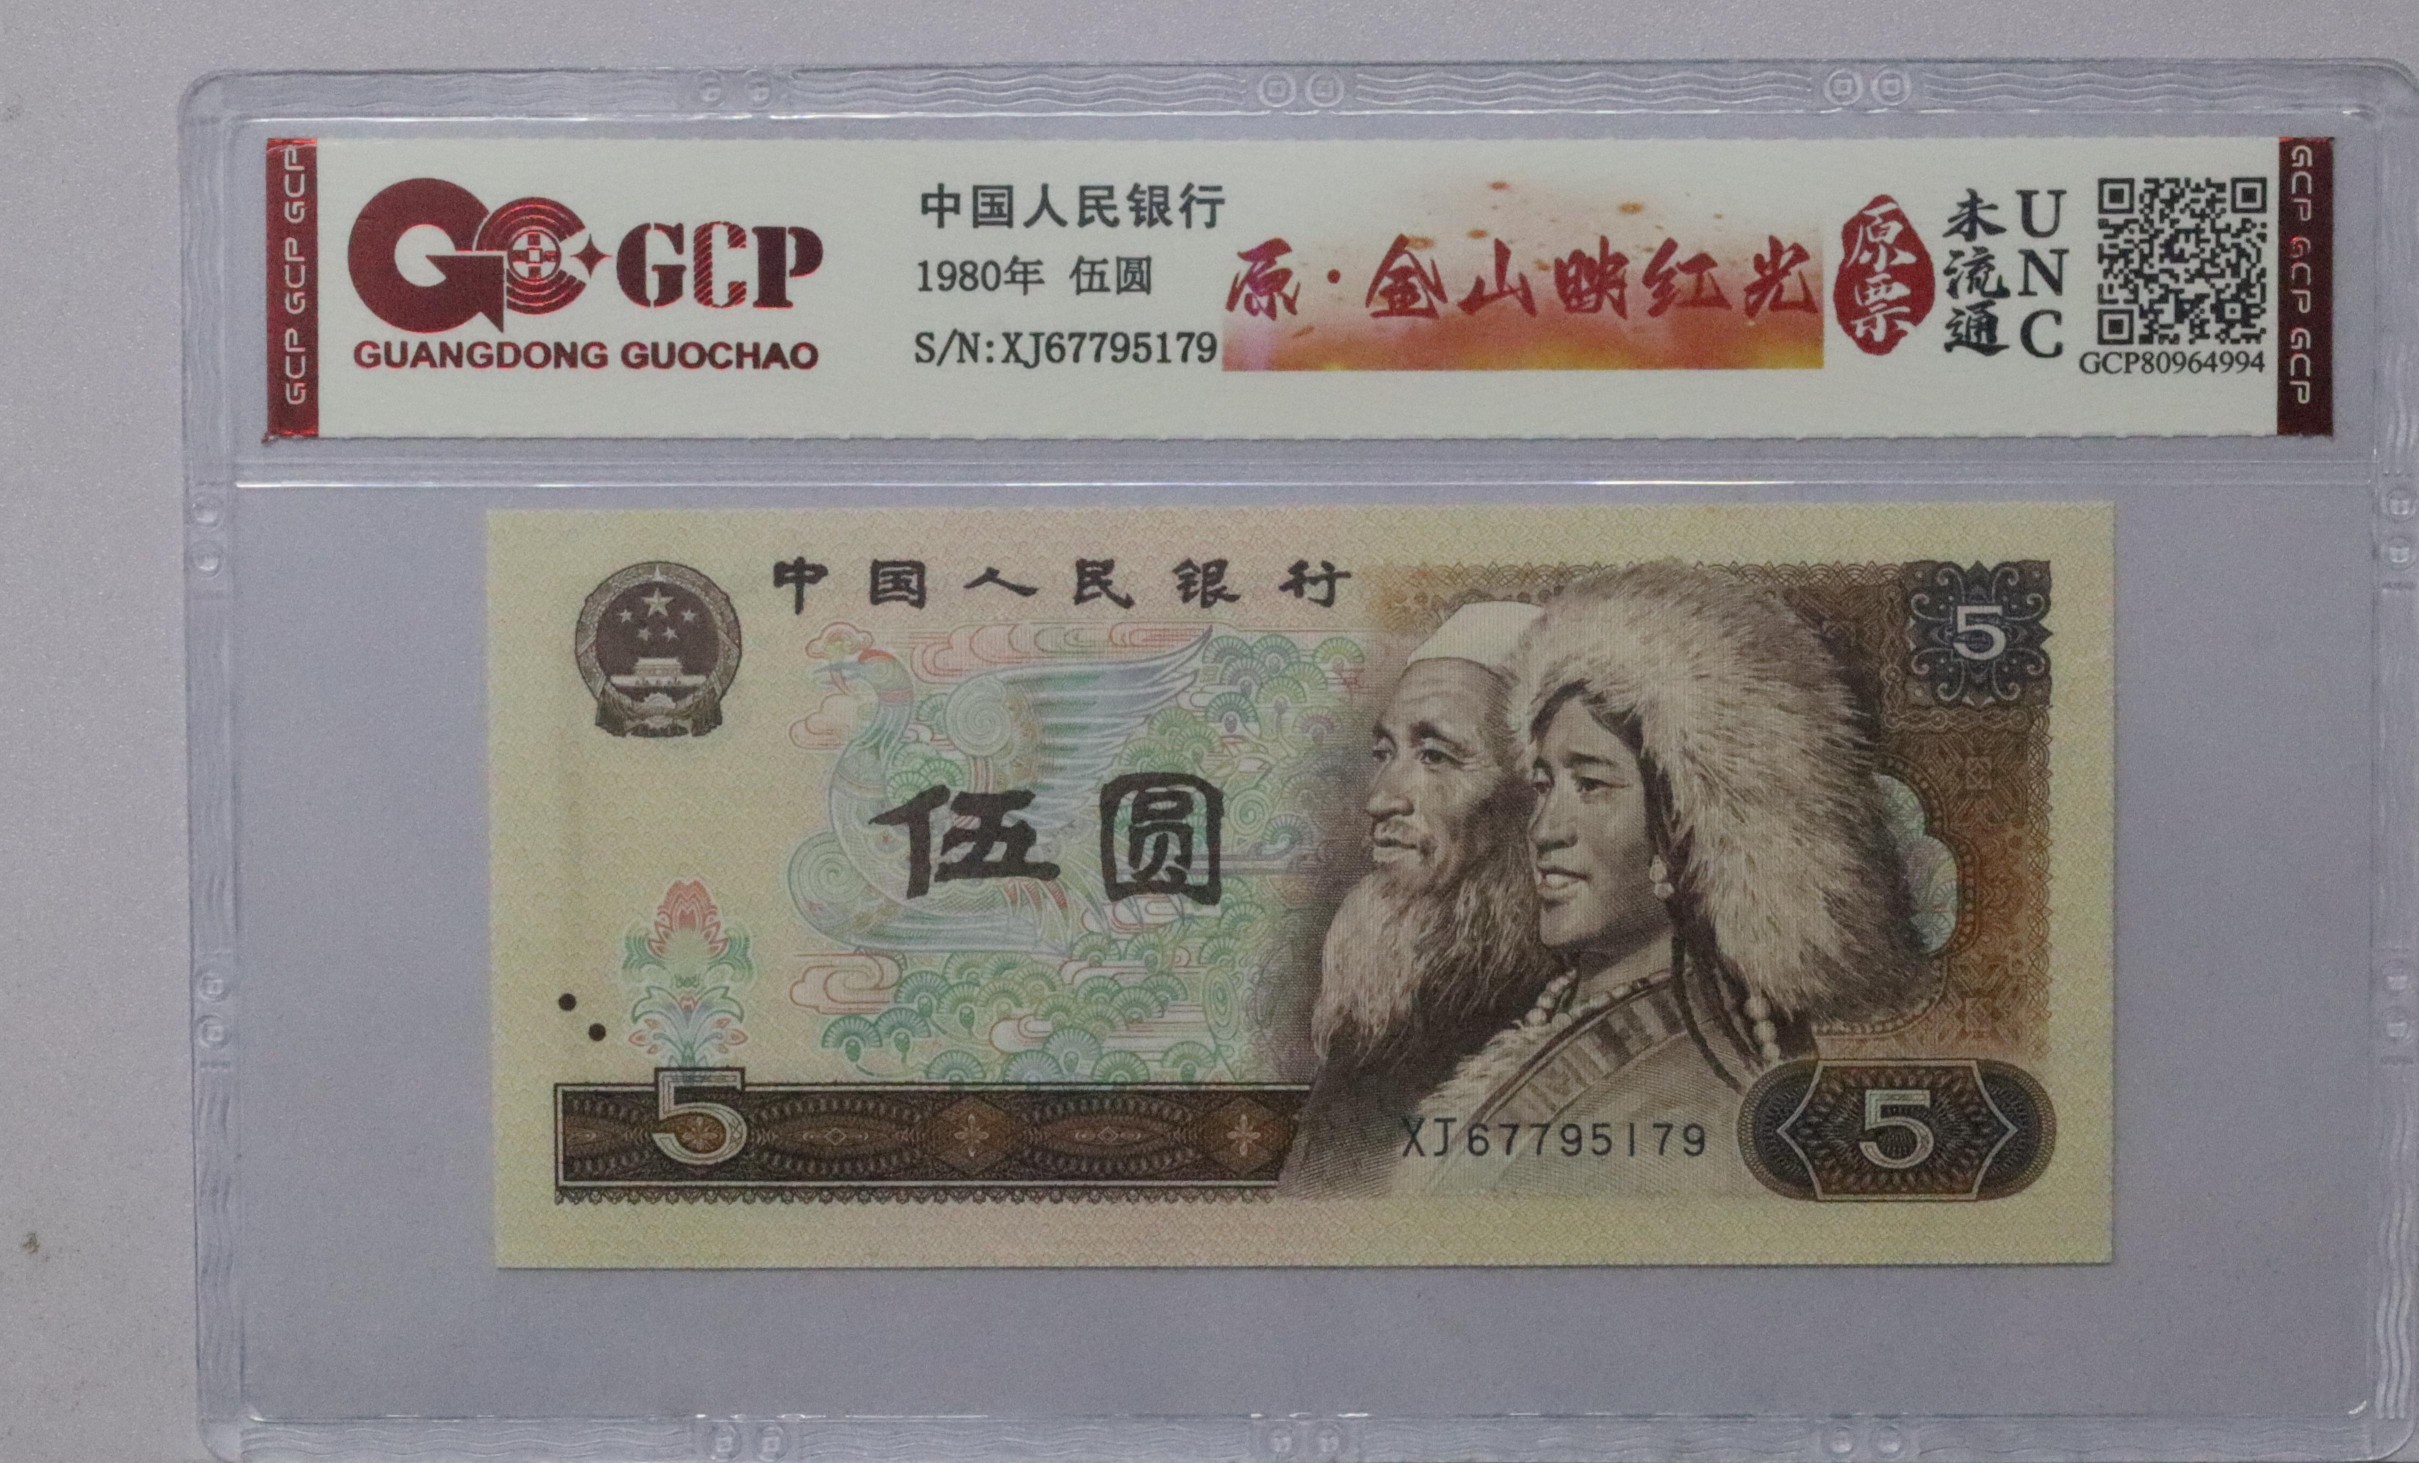 GCP GCP GCP
GCP
GUANGDONG GUOCHAO
中国人民银行
1980年 伍圆
S/N:XJ67795179
原·金山映红光
原票
未流通
UNC
GCP80964994
GCP GCP GCP
中国人民银行
5
伍圆
5
XJ67795179
5